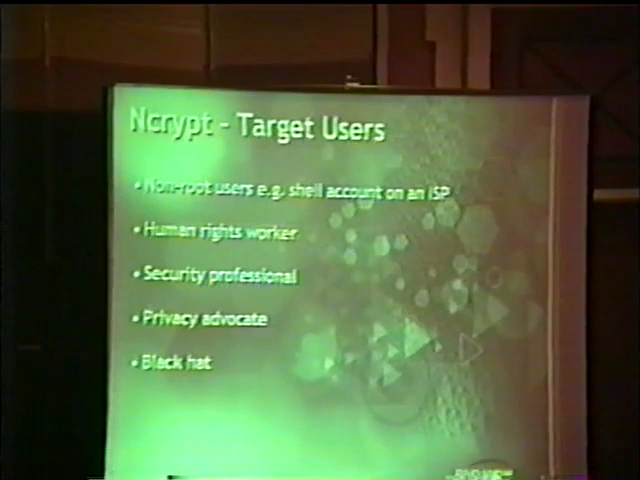 Ncrypt - Target Users
• Non-root users e.g. shell account on an ISP
• Human rights worker
• Security professional
• Privacy advocate
• Black hat